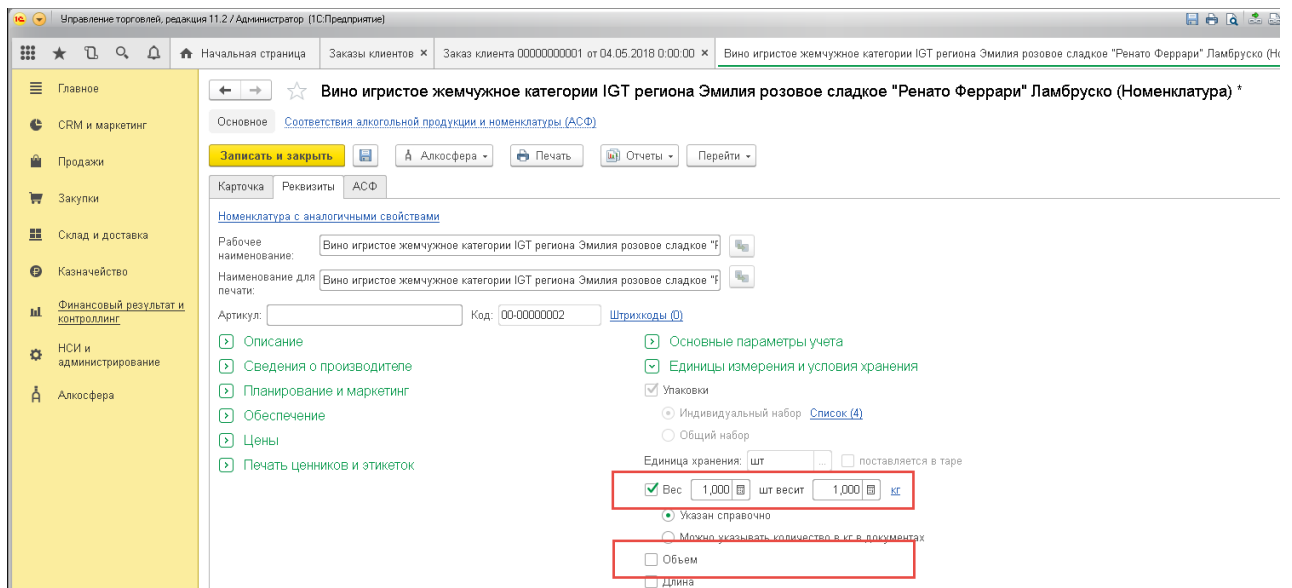 Управление торговлей, редакция 11.2 / Администратор (1С:Предприятие)
Начальная страница
Заказы клиентов ×
Заказ клиента 00000000001 от 04.05.2018 0:00:00 ×
Вино игристое жемчужное категории IGT региона Эмилия розовое сладкое "Ренато Феррари" Ламбруско (Но
Главное
CRM и маркетинг
Продажи
Закупки
Склад и доставка
Казначейство
Финансовый результат и
контроллинг
НСИ и
администрирование
Алкосфера
Вино игристое жемчужное категории IGT региона Эмилия розовое сладкое "Ренато Феррари" Ламбруско (Номенклатура) *
Основное Соответствия алкогольной продукции и номенклатуры (АСФ)
Записать и закрыть Алкосфера Печать Отчеты Перейти
Карточка Реквизиты АСФ
Номенклатура с аналогичными свойствами
Рабочее
наименование:
Вино игристое жемчужное категории IGT региона Эмилия розовое сладкое "Р
Наименование для
печати:
Вино игристое жемчужное категории IGT региона Эмилия розовое сладкое "Р
Артикул: Код: 00-00000002 Штрихкоды (0)
Описание
Сведения о производителе
Планирование и маркетинг
Обеспечение
Цены
Печать ценников и этикеток
Основные параметры учета
Единицы измерения и условия хранения
Упаковки
Индивидуальный набор Список (4)
Общий набор
Единица хранения: шт ... поставляется в таре
Вес 1,000 шт весит 1,000 кг
Указан справочно
Можно указывать количество в кг в документах
Объем
Длина